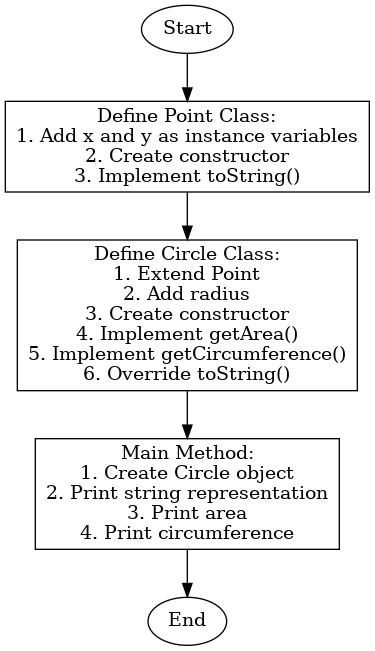 Start
Define Point Class:
1. Add x and y as instance variables
2. Create constructor
3. Implement toString()
Define Circle Class:
1. Extend Point
2. Add radius
3. Create constructor
4. Implement getArea()
5. Implement getCircumference()
6. Override toString()
Main Method:
1. Create Circle object
2. Print string representation
3. Print area
4. Print circumference
End